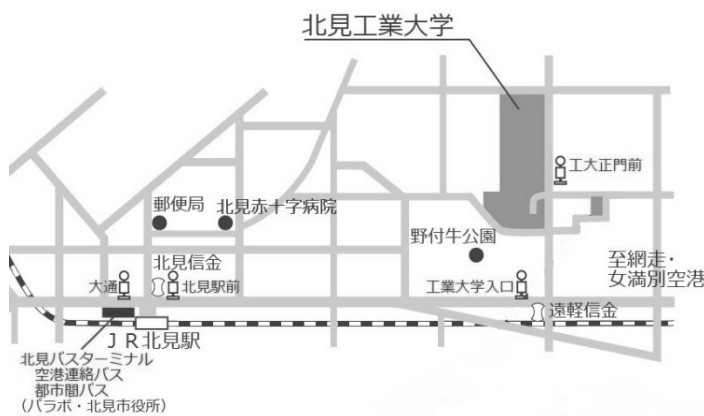 北見工業大学
工大正門前
郵便局
北見赤十字病院
野付牛公園
北見信金
至網走・
女満別空港
大通
北見駅前
工業大学入口
遠軽信金
JR北見駅
北見バスターミナル
空港連絡バス
都市間バス
(パラボ・北見市役所)